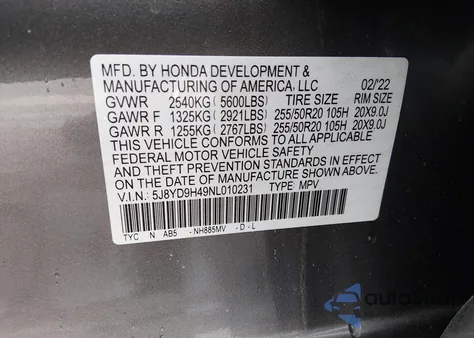 MFD. BY HONDA DEVELOPMENT &
MANUFACTURING OF AMERICA, LLC 02/'22
GVWR 2540KG (5600LBS) TIRE SIZE RIM SIZE
GAWR F 1325KG (2921LBS) 255/50R20 105H 20X9.0J
GAWR R 1255KG (2767LBS) 255/50R20 105H 20X9.0J
THIS VEHICLE CONFORMS TO ALL APPLICABLE
FEDERAL MOTOR VEHICLE SAFETY
AND THEFT PREVENTION STANDARDS IN EFFECT
ON THE DATE OF MANUFACTURE SHOWN ABOVE.
V.I.N.: 5J8YD9H49NL010231 TYPE: MPV
TYC N AB5 -NH885MV -D-L